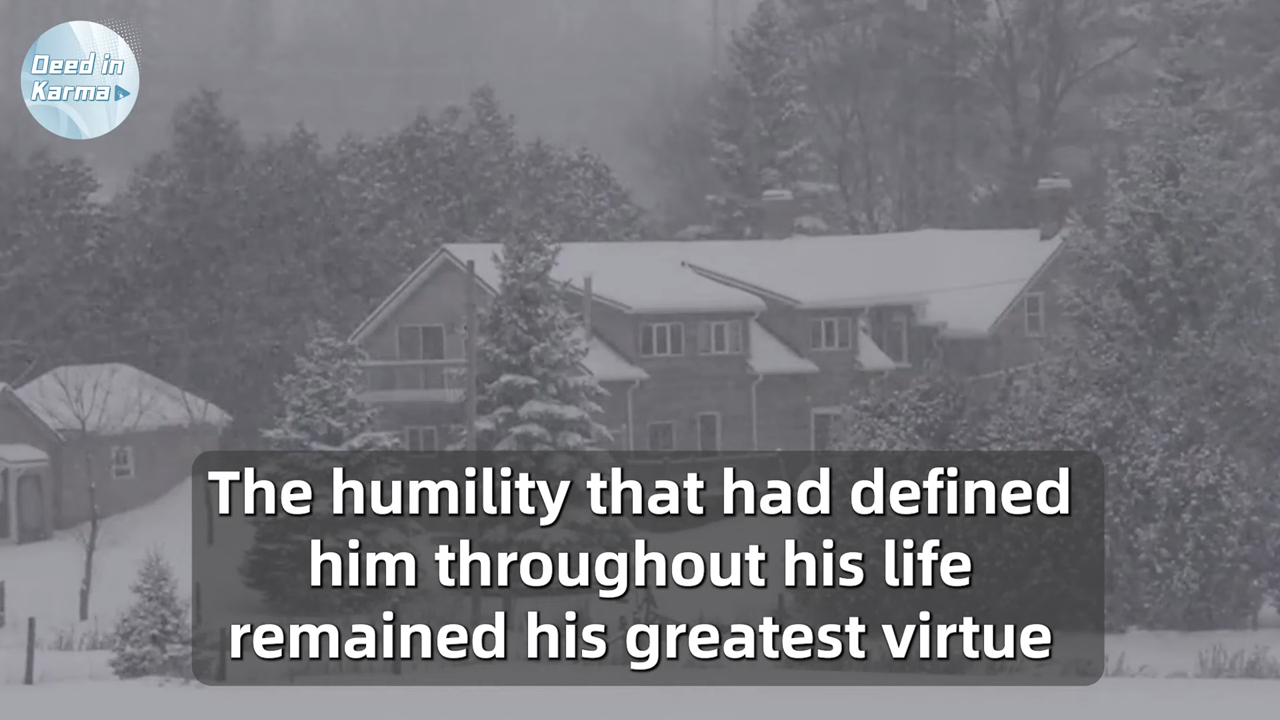 Deed in
Karma
The humility that had defined
him throughout his life
remained his greatest virtue